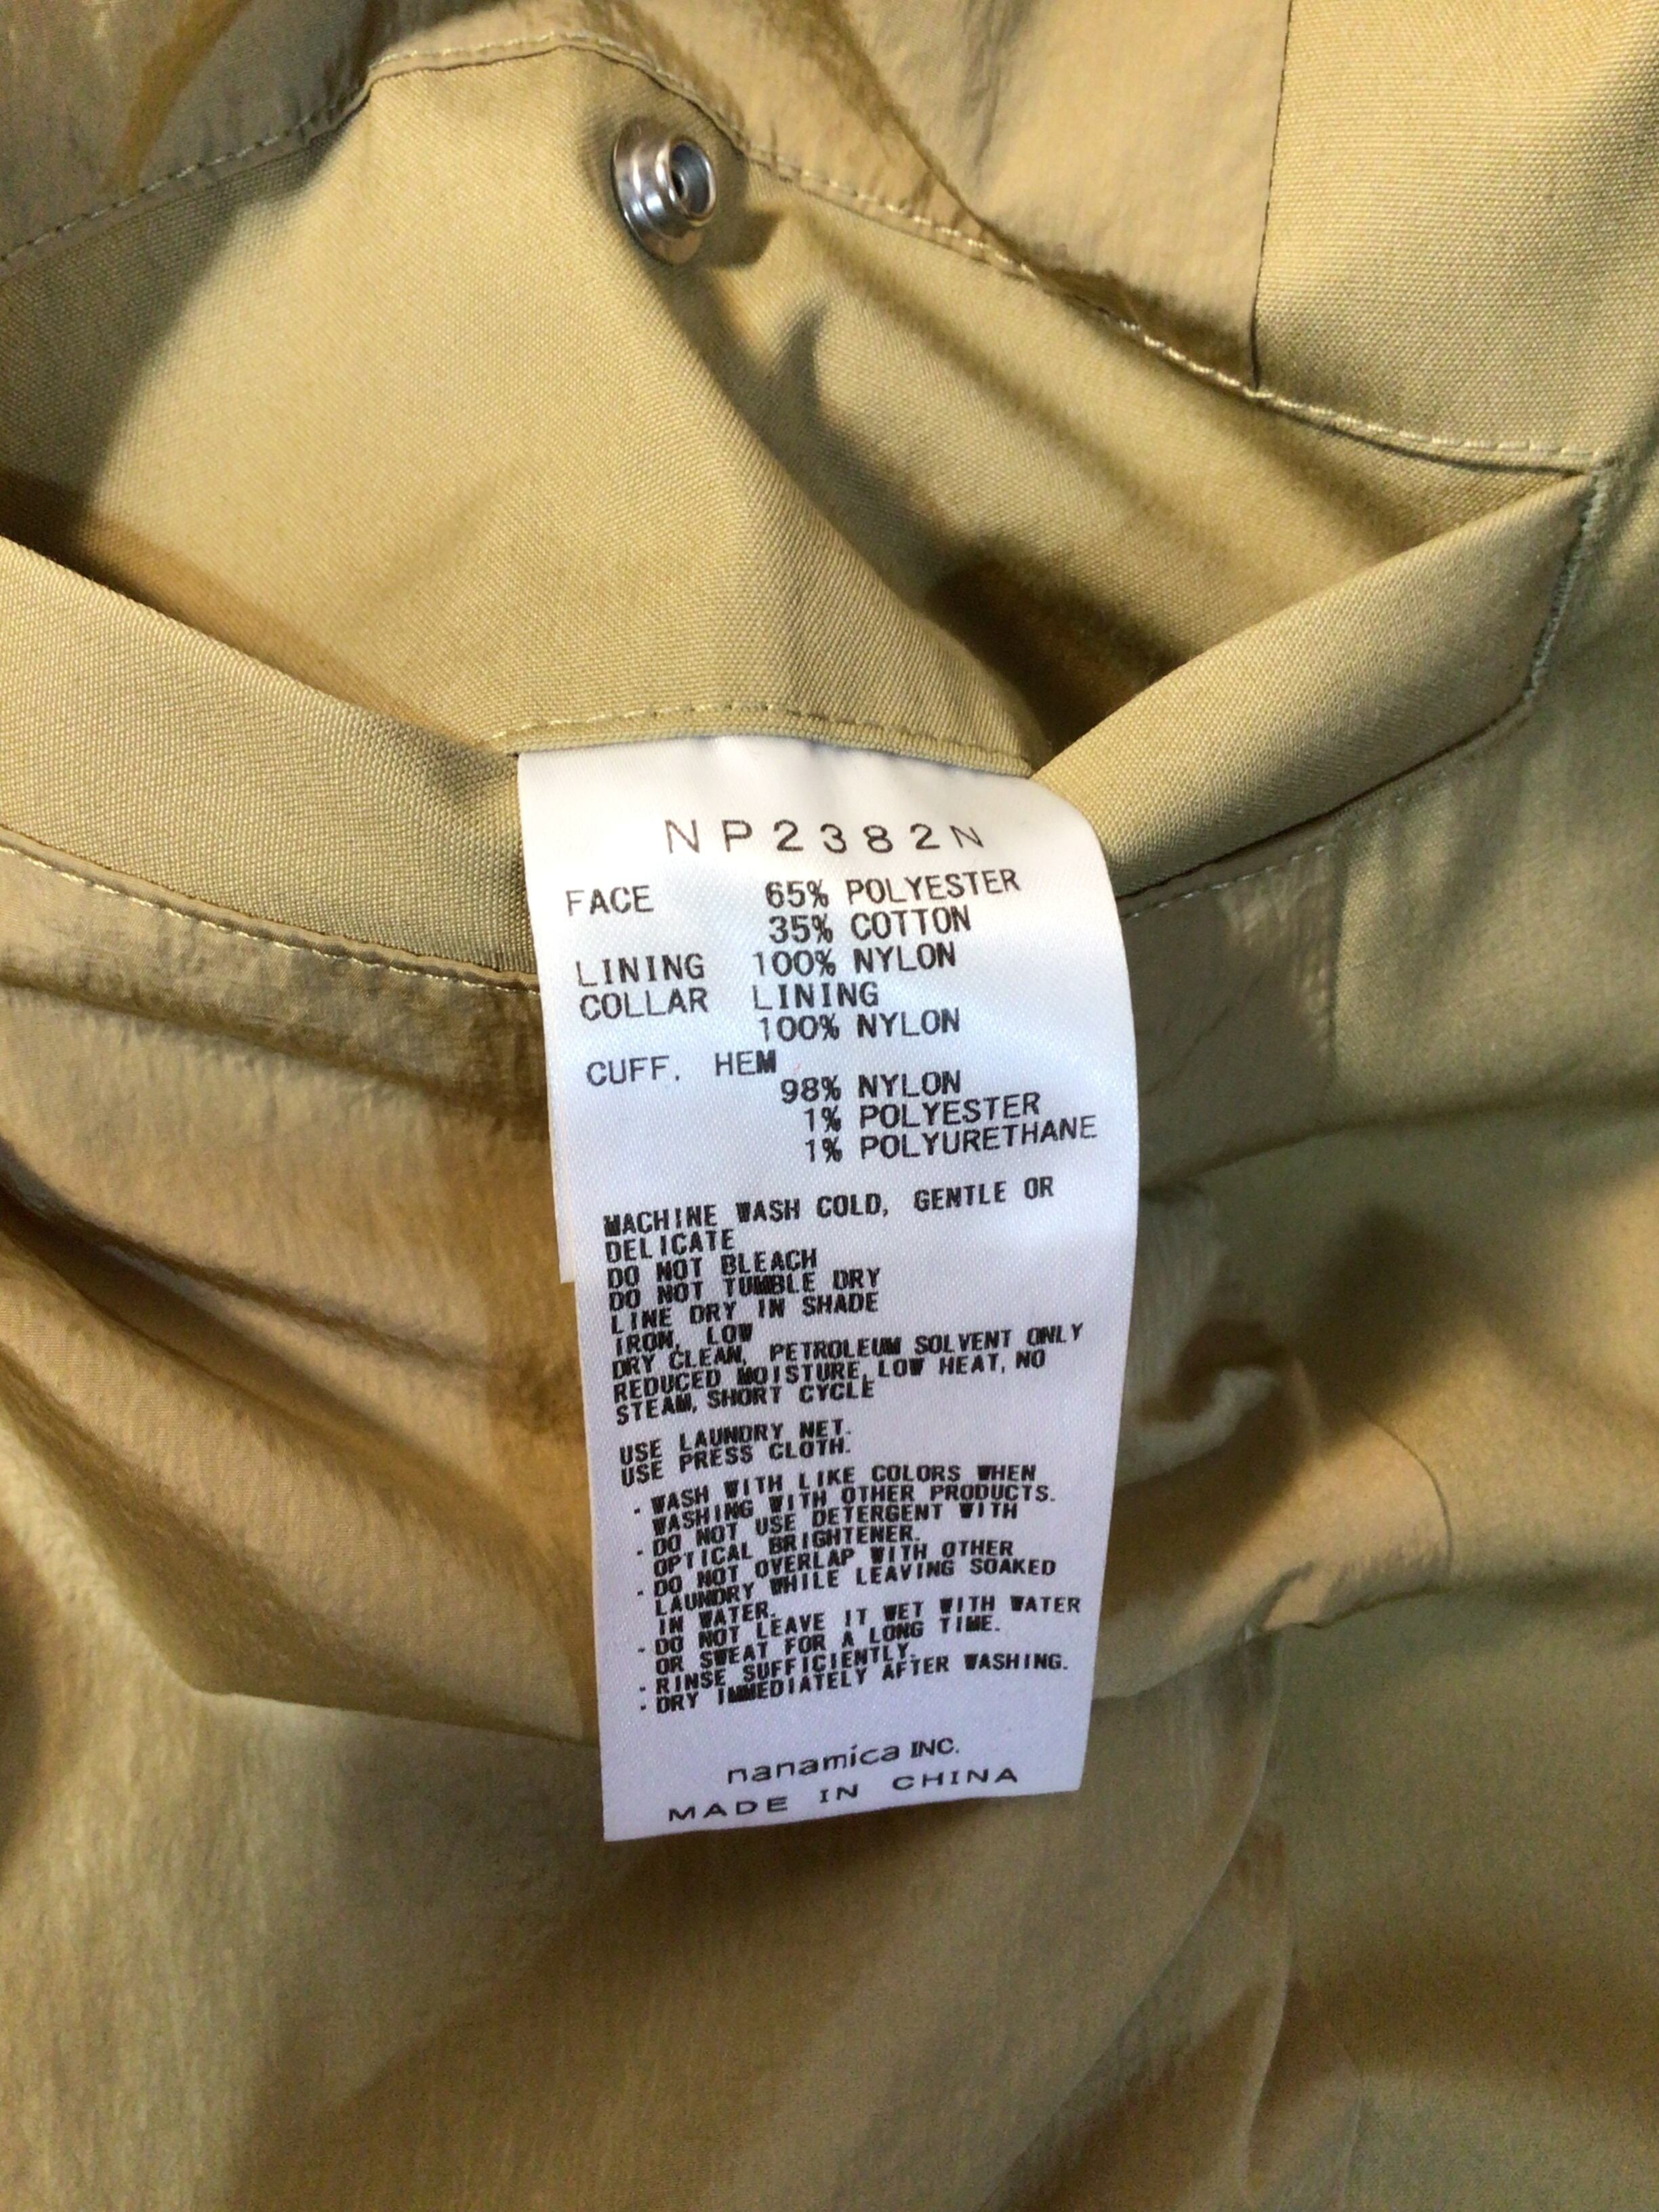 NP2382N
FACE 65% POLYESTER
35% COTTON
LINING 100% NYLON
COLLAR LINING
100% NYLON
CUFF. HEM
98% NYLON
1% POLYESTER
1% POLYURETHANE
MACHINE WASH COLD, GENTLE OR
DELICATE
DO NOT BLEACH
DO NOT TUMBLE DRY
LINE DRY IN SHADE
IRON, LOW
DRY CLEAN, PETROLEUM SOLVENT ONLY
REDUCED MOISTURE, LOW HEAT, NO
STEAM, SHORT CYCLE
USE LAUNDRY NET.
USE PRESS CLOTH.
- WASH WITH LIKE COLORS WHEN
WASHING WITH OTHER PRODUCTS.
- DO NOT USE DETERGENT WITH
OPTICAL BRIGHTENER.
- DO NOT OVERLAP WITH OTHER
LAUNDRY WHILE LEAVING SOAKED
IN WATER.
- DO NOT LEAVE IT WET WITH WATER
OR SWEAT FOR A LONG TIME.
- RINSE SUFFICIENTLY.
- DRY IMMEDIATELY AFTER WASHING.
nanamica INC.
MADE IN CHINA